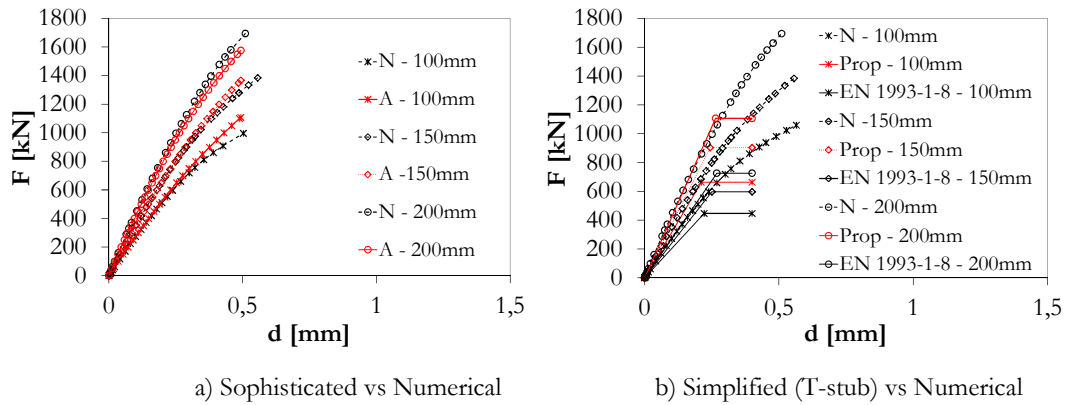 1800
1600
1400
1200
1000
800
600
400
200
0
F [kN]
0
0,5
1
1,5
d [mm]
N - 100mm
A - 100mm
N - 150mm
A -150mm
N - 200mm
A - 200mm
a) Sophisticated vs Numerical
1800
1600
1400
1200
1000
800
600
400
200
0
F [kN]
0
0,5
1
1,5
d [mm]
N - 100mm
Prop - 100mm
EN 1993-1-8 - 100mm
N -150mm
Prop - 150mm
EN 1993-1-8 - 150mm
N - 200mm
Prop - 200mm
EN 1993-1-8 - 200mm
b) Simplified (T-stub) vs Numerical